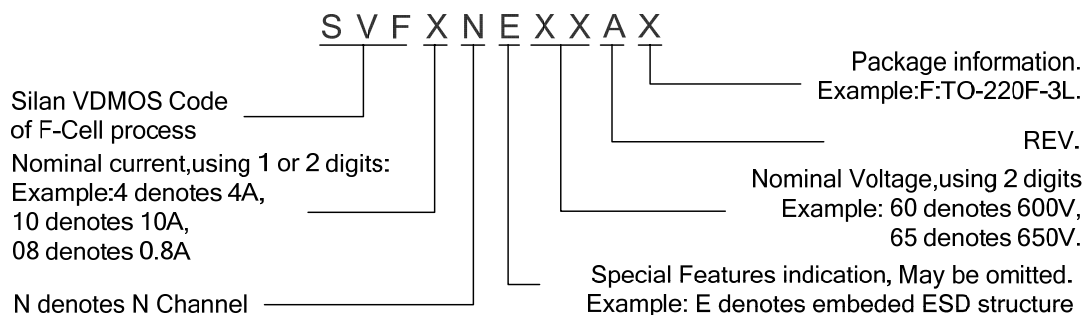 S V F X N E X X A X
Silan VDMOS Code
of F-Cell process
Nominal current,using 1 or 2 digits:
Example:4 denotes 4A,
10 denotes 10A,
08 denotes 0.8A
N denotes N Channel
Package information.
Example:F:TO-220F-3L.
REV.
Nominal Voltage,using 2 digits
Example: 60 denotes 600V,
65 denotes 650V.
Special Features indication, May be omitted.
Example: E denotes embeded ESD structure